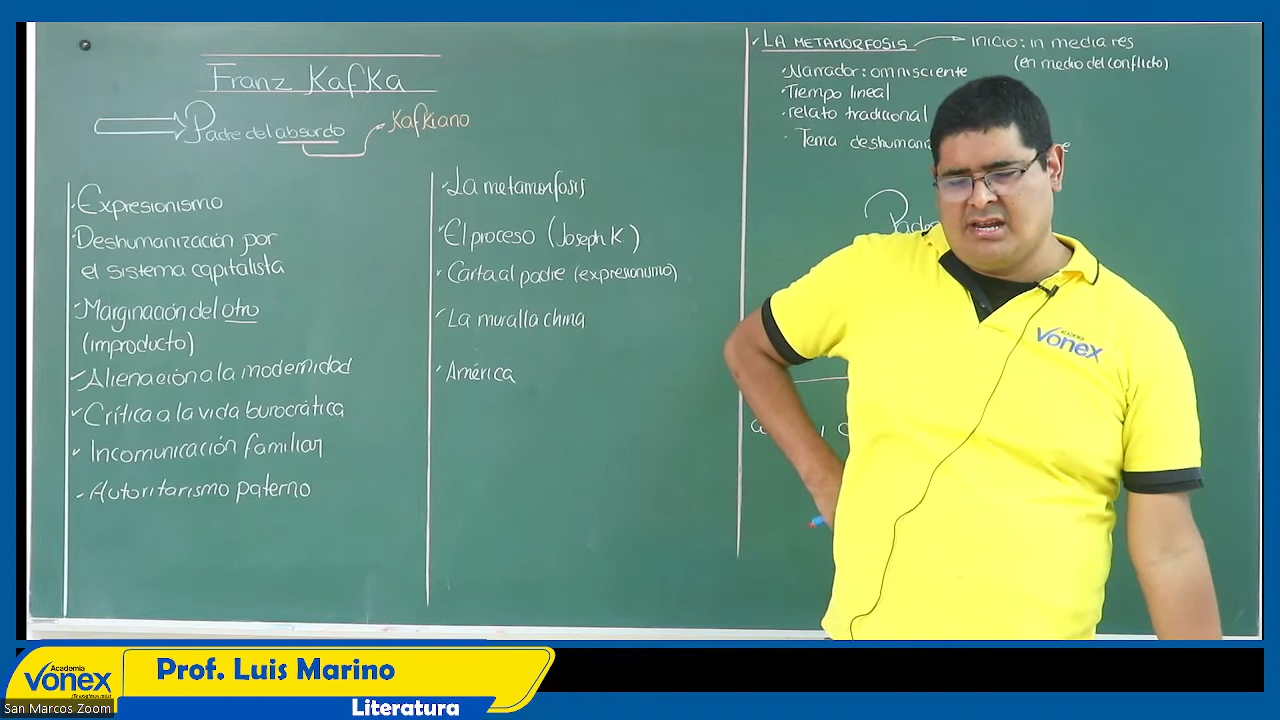 Franz Kafka
Padre del absurdo
Kafkiano
Expresionismo
Deshumanización por
el sistema capitalista
Marginación del otro
(improducto)
Alienación a la modernidad
Crítica a la vida burocrática
Incomunicación familiar
Autoritarismo paterno
La metamorfosis
El proceso (Joseph K.)
Carta al padre (expresionismo)
La muralla china
América
LA METAMORFOSIS
inicio: in media res
(en medio del conflicto)
Narrador: omnisciente
Tiempo lineal
relato tradicional
Tema
Academia
vonex
ACADEMIA
vonex
Prof. Luis Marino
Literatura
San Marcos Zoom